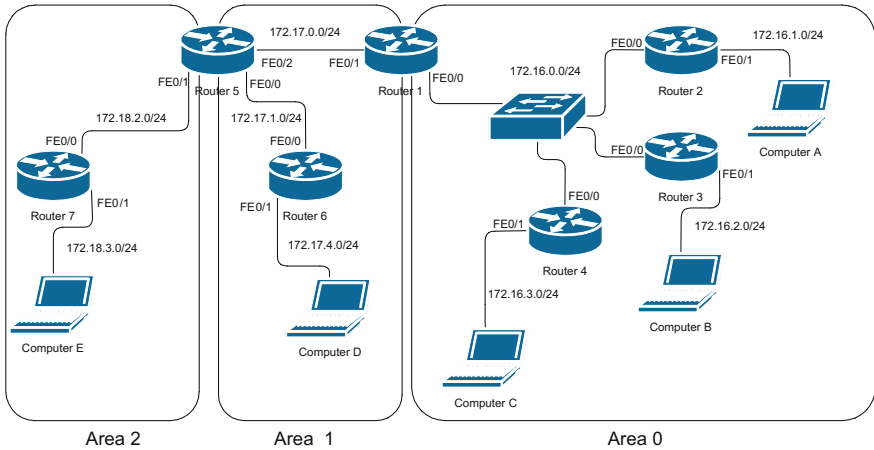 172.17.0.0/24
172.16.1.0/24
FE0/0
FE0/1
FE0/2
FE0/1
FE0/1
FE0/0
FE0/0
172.16.0.0/24
Router 5
Router 1
Router 2
172.18.2.0/24
172.17.1.0/24
FE0/0
FE0/0
FE0/0
Computer A
FE0/1
Router 3
Router 7
FE0/1
FE0/1
Router 6
FE0/0
FE0/1
172.16.2.0/24
172.18.3.0/24
172.17.4.0/24
Router 4
172.16.3.0/24
Computer E
Computer D
Computer B
Computer C
Area 2
Area 1
Area 0